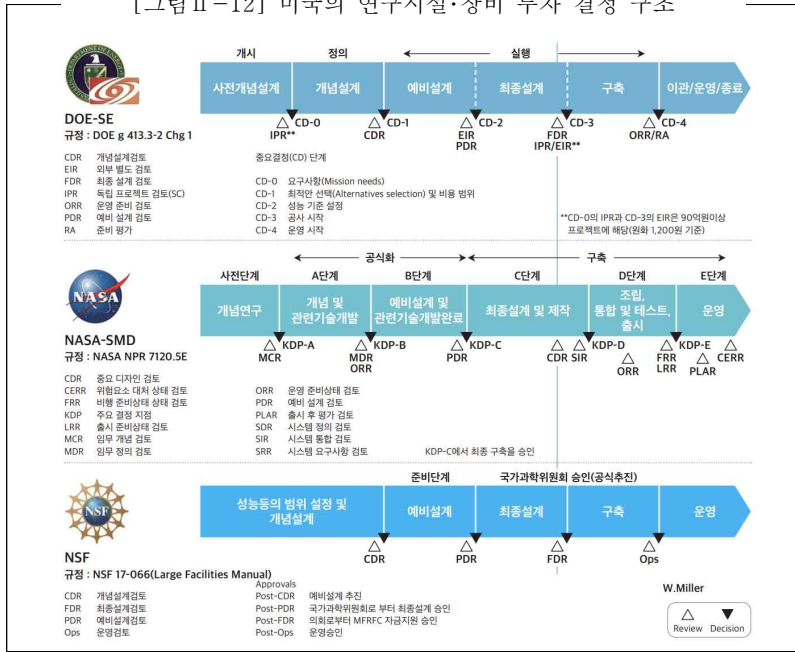 [그림Ⅱ-12] 미국의 연구시설·장비 투자 결정 구조
개시 정의 실행
사전개념설계 개념설계 예비설계 최종설계 구축 이관/운영/종료
DOE-SE
규정 : DOE g 413.3-2 Chg 1
CD-0 CD-1 CD-2 CD-3 CD-4
IPR** CDR EIR FDR ORR/RA
PDR IPR/EIR**
CDR 개념설계검토
EIR 외부 별도 검토
FDR 최종 설계 검토
IPR 독립 프로젝트 검토(SC)
ORR 운영 준비 검토
PDR 예비 설계 검토
RA 준비 평가
중요결정(CD) 단계
CD-0 요구사항(Mission needs)
CD-1 최적안 선택(Alternatives selection) 및 비용 범위
CD-2 성능 기준 설정
CD-3 공사 시작
CD-4 운영 시작
**CD-0의 IPR과 CD-3의 EIR은 90억원이상
프로젝트에 해당(원화 1,200원 기준)
공식화 구축
사전단계 A단계 B단계 C단계 D단계 E단계
개념연구
개념 및
관련기술개발
예비설계 및
관련기술개발완료
최종설계 및 제작
조립,
통합 및 테스트,
출시
운영
NASA
NASA-SMD
규정 : NASA NPR 7120.5E
KDP-A KDP-B KDP-C KDP-D KDP-E
MCR MDR PDR CDR SIR FRR CERR
ORR ORR LRR PLAR
CDR 중요 디자인 검토
CERR 위험요소 대처 상태 검토
FRR 비행 준비상태 상태 검토
KDP 주요 결정 지점
LRR 출시 준비상태 검토
MCR 임무 개념 검토
MDR 임무 정의 검토
ORR 운영 준비상태 검토
PDR 예비 설계 검토
PLAR 출시 후 평가 검토
SDR 시스템 정의 검토
SIR 시스템 통합 검토
SRR 시스템 요구사항 검토
KDP-C에서 최종 구축을 승인
준비단계 국가과학위원회 승인(공식추진)
성능등의 범위 설정 및
개념설계
예비설계 최종설계 구축 운영
NSF
NSF
규정 : NSF 17-066(Large Facilities Manual)
CDR PDR FDR Ops
CDR 개념설계검토
FDR 최종설계검토
PDR 예비설계검토
Ops 운영검토
Approvals
Post-CDR 예비설계 추진
Post-PDR 국가과학위원회로 부터 최종설계 승인
Post-FDR 의회로부터 MFRFC 자금지원 승인
Post-Ops 운영승인
W.Miller
Review Decision